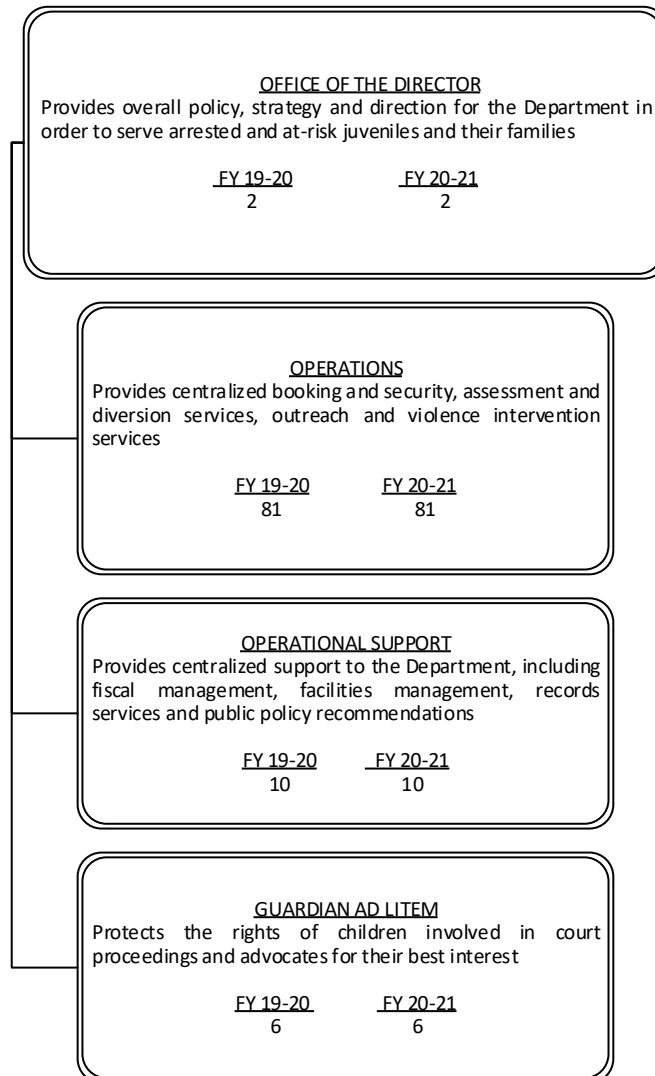 OFFICE OF THE DIRECTOR
Provides overall policy, strategy and direction for the Department in
order to serve arrested and at-risk juveniles and their families
FY 19-20 FY 20-21
2 2
OPERATIONS
Provides centralized booking and security, assessment and
diversion services, outreach and violence intervention
services
FY 19-20 FY 20-21
81 81
OPERATIONAL SUPPORT
Provides centralized support to the Department, including
fiscal management, facilities management, records
services and public policy recommendations
FY 19-20 FY 20-21
10 10
GUARDIAN AD LITEM
Protects the rights of children involved in court
proceedings and advocates for their best interest
FY 19-20 FY 20-21
6 6